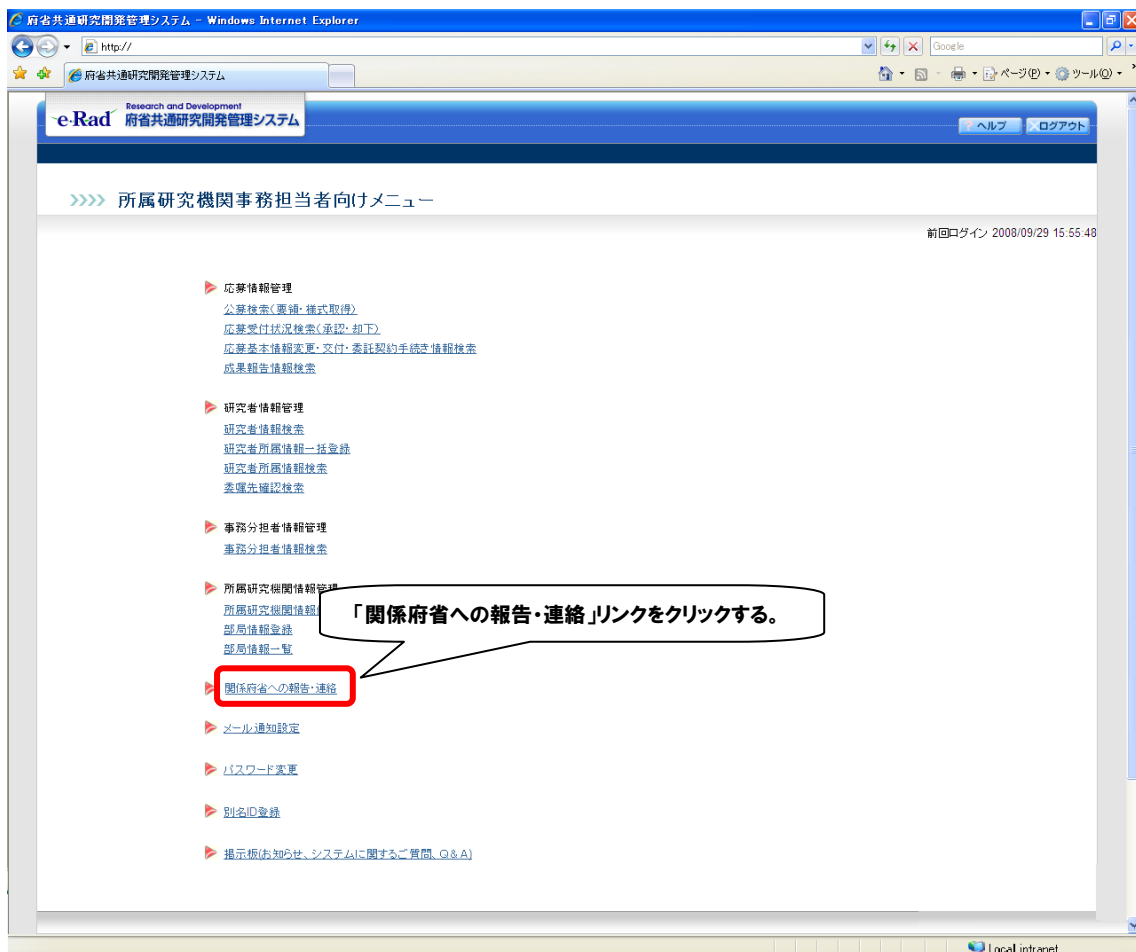 府省共通研究開発管理システム - Windows Internet Explorer
http://
Google
府省共通研究開発管理システム
ページ(P)
ツール(O)
e-Rad
Research and Development
府省共通研究開発管理システム
ヘルプ
ログアウト
>>>> 所属研究機関事務担当者向けメニュー
前回ログイン 2008/09/29 15:55:48
応募情報管理
公募検索(要領・様式取得)
応募受付状況検索(承認・却下)
応募基本情報変更・交付・委託契約手続き情報検索
成果報告情報検索
研究者情報管理
研究者情報検索
研究者所属情報一括登録
研究者所属情報検索
委嘱先確認検索
事務分担者情報管理
事務分担者情報検索
所属研究機関情報管理
所属研究機関情報
「関係府省への報告・連絡」リンクをクリックする。
部局情報登録
部局情報一覧
関係府省への報告・連絡
メール通知設定
パスワード変更
別名ID登録
掲示板(お知らせ、システムに関するご質問、Q&A)
Local intranet